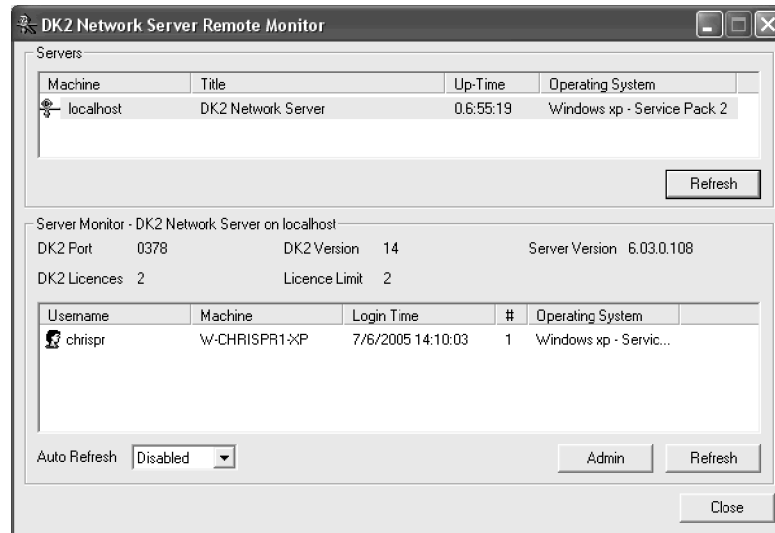 DK2 Network Server Remote Monitor
Servers
Machine Title Up-Time Operating System
localhost DK2 Network Server 0.6:55:19 Windows xp - Service Pack 2
Refresh
Server Monitor - DK2 Network Server on localhost
DK2 Port 0378 DK2 Version 14 Server Version 6.03.0.108
DK2 Licences 2 Licence Limit 2
Username Machine Login Time # Operating System
chrispr W-CHRISPR1-XP 7/6/2005 14:10:03 1 Windows xp - Servic...
Auto Refresh Disabled Admin Refresh
Close